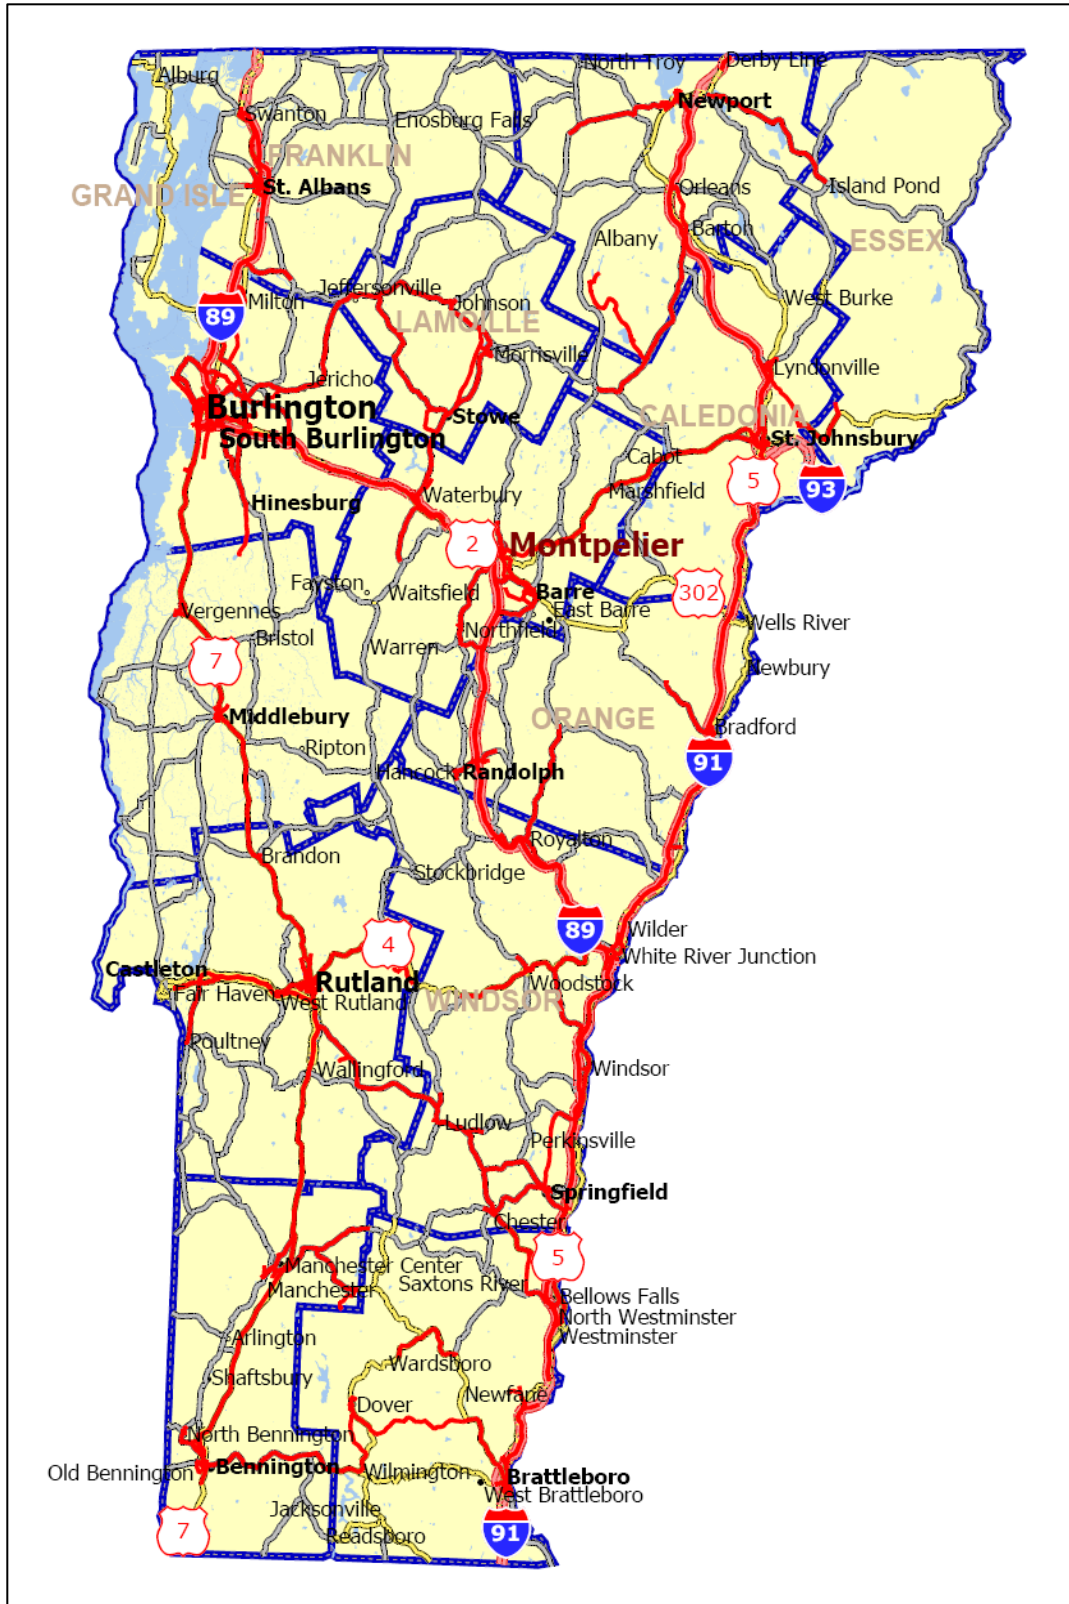 North Troy
Derby Line
Alburg
Newport
Swanton
Enosburg Falls
FRANKLIN
St. Albans
Orleans
Island Pond
GRAND ISLE
Barton
Albany
ESSEX
Jeffersonville
Milton
Johnson
West Burke
89
LAMOILLE
Morrisville
Lyndonville
Jericho
Burlington
Stowe
CALEDONIA
South Burlington
St. Johnsbury
Cabot
5
93
Waterbury
Marshfield
Hinesburg
2
Montpelier
Fayston
Waitsfield
Barre
302
Vergennes
East Barre
Wells River
Bristol
Northfield
Warren
7
Newbury
Middlebury
ORANGE
Bradford
Ripton
91
Hancock
Randolph
Royalton
Brandon
Stockbridge
89
Wilder
4
White River Junction
Castleton
Rutland
Woodstock
Fair Haven
West Rutland
WINDSOR
Poultney
Wallingford
Windsor
Ludlow
Perkinsville
Springfield
Chester
5
Manchester Center
Saxtons River
Manchester
Bellows Falls
North Westminster
Westminster
Arlington
Wardsboro
Shaftsbury
Newfane
Dover
North Bennington
Old Bennington
Bennington
Wilmington
Brattleboro
West Brattleboro
Jacksonville
7
Readsboro
91